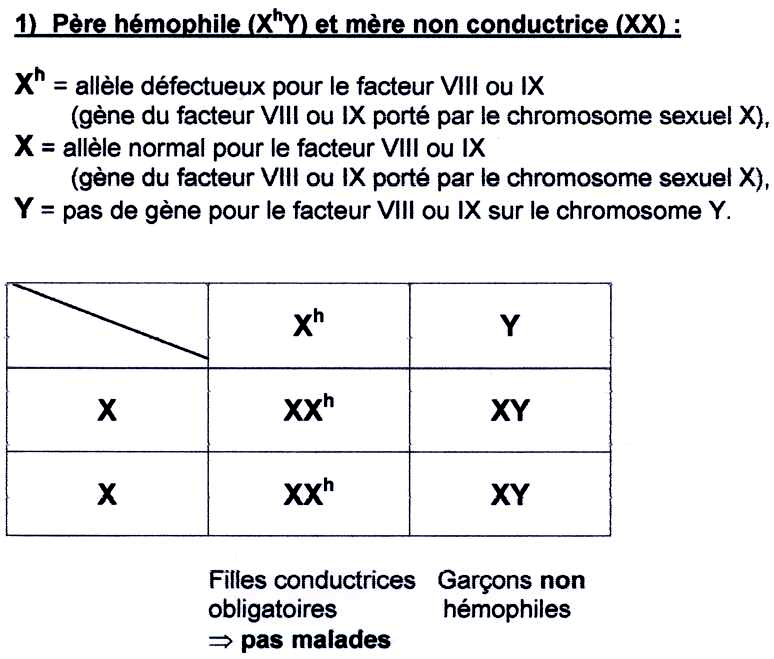 1) Père hémophile (XʰY) et mère non conductrice (XX) :
Xʰ = allèle défectueux pour le facteur VIII ou IX
(gène du facteur VIII ou IX porté par le chromosome sexuel X),
X = allèle normal pour le facteur VIII ou IX
(gène du facteur VIII ou IX porté par le chromosome sexuel X),
Y = pas de gène pour le facteur VIII ou IX sur le chromosome Y.
Xʰ Y
X XXʰ XY
X XXʰ XY
Filles conductrices Garçons non
obligatoires hémophiles
⇒ pas malades